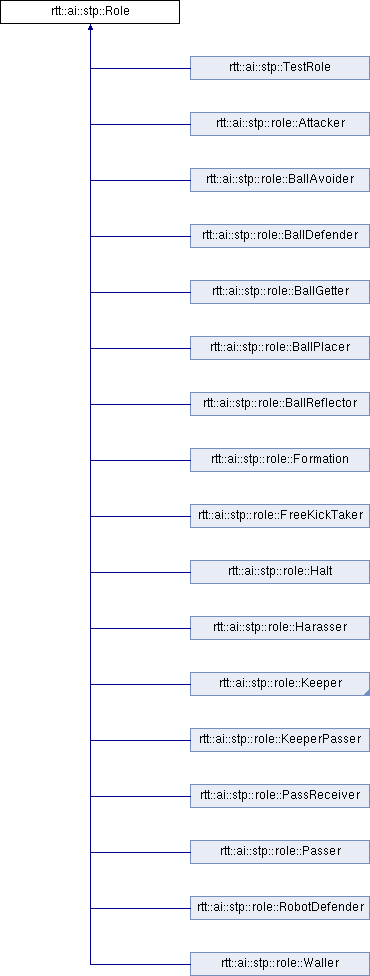 rtt::ai::stp::Role
rtt::ai::stp::TestRole
rtt::ai::stp::role::Attacker
rtt::ai::stp::role::BallAvoider
rtt::ai::stp::role::BallDefender
rtt::ai::stp::role::BallGetter
rtt::ai::stp::role::BallPlacer
rtt::ai::stp::role::BallReflector
rtt::ai::stp::role::Formation
rtt::ai::stp::role::FreeKickTaker
rtt::ai::stp::role::Halt
rtt::ai::stp::role::Harasser
rtt::ai::stp::role::Keeper
rtt::ai::stp::role::KeeperPasser
rtt::ai::stp::role::PassReceiver
rtt::ai::stp::role::Passer
rtt::ai::stp::role::RobotDefender
rtt::ai::stp::role::Waller